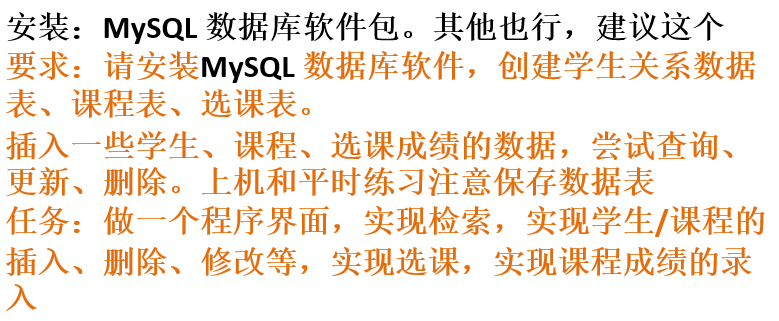 安装：MySQL 数据库软件包。其他也行，建议这个
要求：请安装MySQL 数据库软件，创建学生关系数据
表、课程表、选课表。
插入一些学生、课程、选课成绩的数据，尝试查询、
更新、删除。上机和平时练习注意保存数据表
任务：做一个程序界面，实现检索，实现学生/课程的
插入、删除、修改等，实现选课，实现课程成绩的录
入